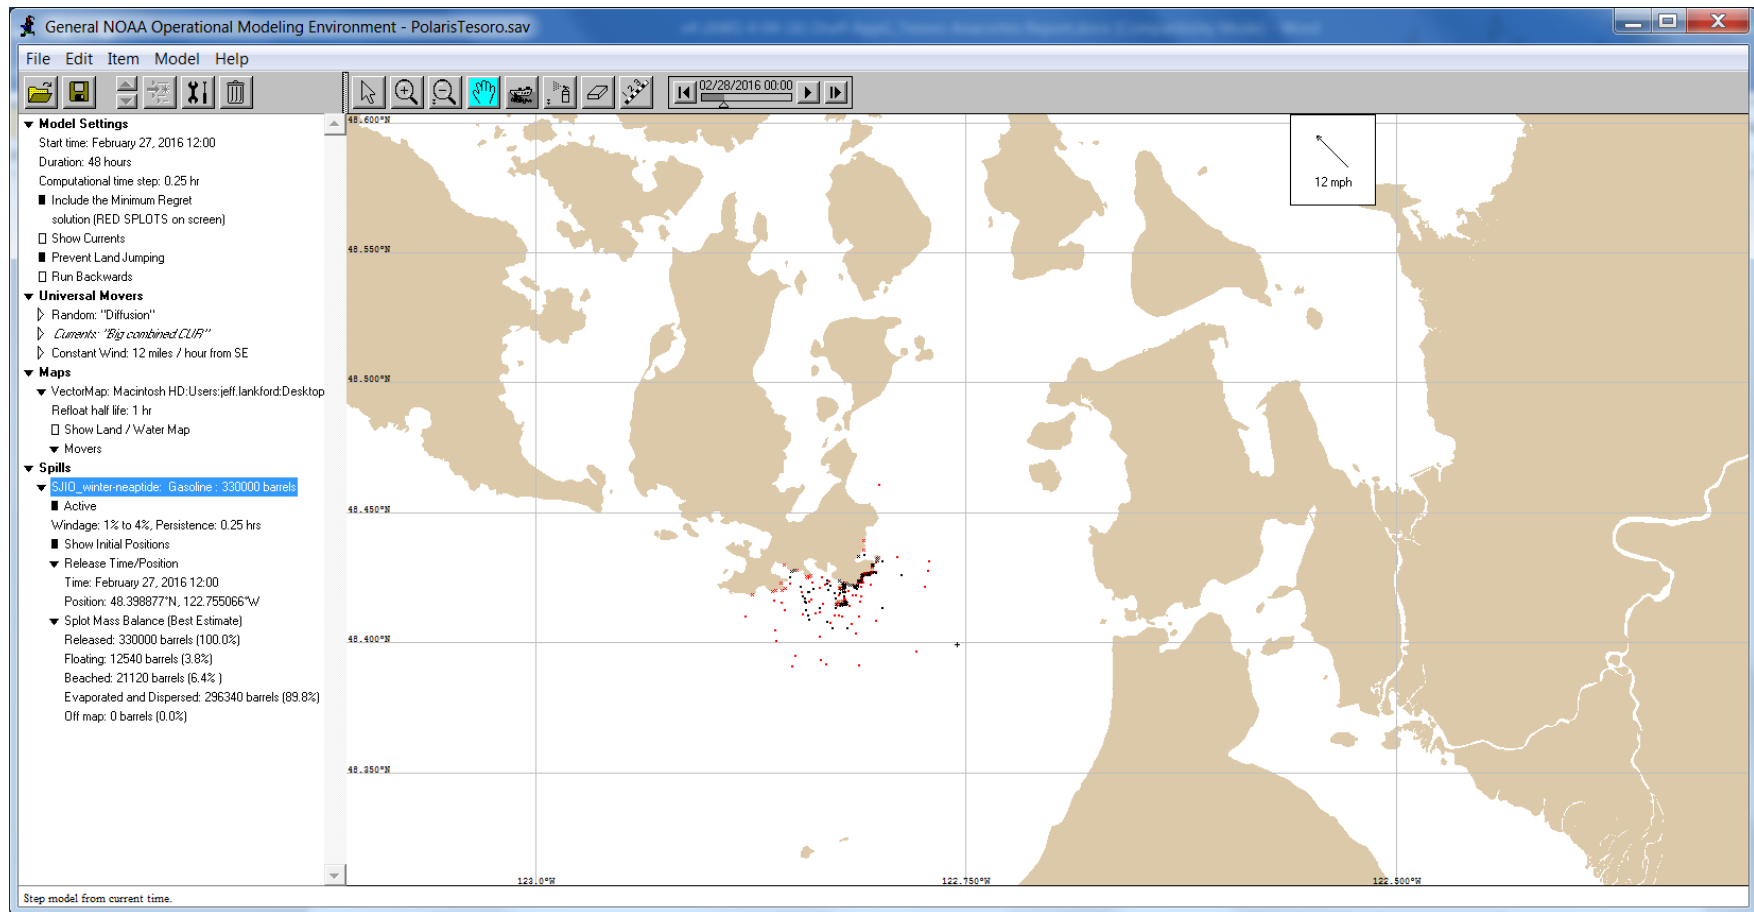 General NOAA Operational Modeling Environment - PolarisTesoro.sav
File Edit Item Model Help
02/28/2016 00:00
Model Settings
Start time: February 27, 2016 12:00
Duration: 48 hours
Computational time step: 0.25 hr
Include the Minimum Regret
solution (RED SPLOTS on screen)
Show Currents
Prevent Land Jumping
Run Backwards
Universal Movers
Random: "Diffusion"
Currents: "Big combined.CUR"
Constant Wind: 12 miles / hour from SE
Maps
VectorMap: Macintosh HD:Users:jeff.lankford:Desktop
Refloat half life: 1 hr
Show Land / Water Map
Movers
Spills
SJIO_winter-neaptide: Gasoline : 330000 barrels
Active
Windage: 1% to 4%, Persistence: 0.25 hrs
Show Initial Positions
Release Time/Position
Time: February 27, 2016 12:00
Position: 48.398877°N, 122.755066°W
Splot Mass Balance (Best Estimate)
Released: 330000 barrels (100.0%)
Floating: 12540 barrels (3.8%)
Beached: 21120 barrels (6.4% )
Evaporated and Dispersed: 296340 barrels (89.8%)
Off map: 0 barrels (0.0%)
48.600°N
12 mph
48.550°N
48.500°N
48.450°N
48.400°N
48.350°N
123.0°W
122.750°W
122.500°W
Step model from current time.